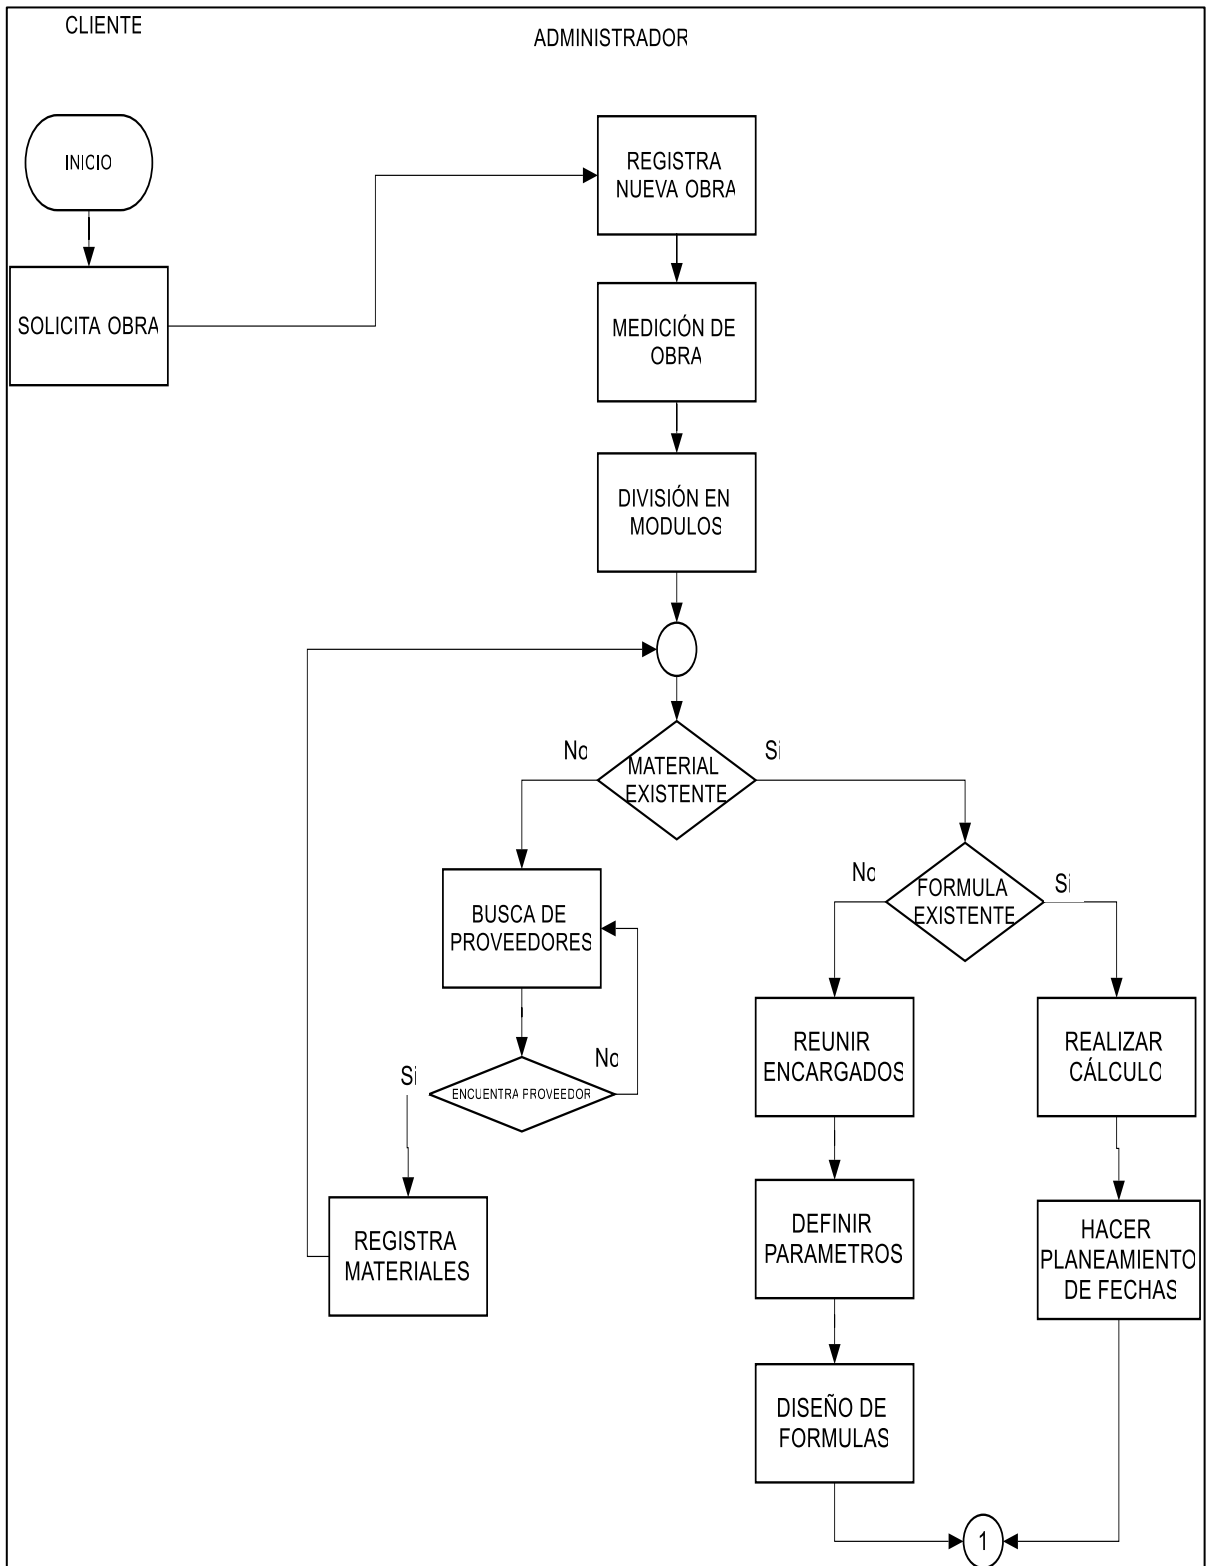 CLIENTE
ADMINISTRADOR
INICIO
REGISTRA
NUEVA OBRA
SOLICITA OBRA
MEDICIÓN DE
OBRA
DIVISIÓN EN
MODULOS
No
Si
MATERIAL
EXISTENTE
No
Si
FORMULA
EXISTENTE
BUSCA DE
PROVEEDORES
REUNIR
ENCARGADOS
REALIZAR
CÁLCULO
No
Si
ENCUENTRA PROVEEDOR
REGISTRA
MATERIALES
DEFINIR
PARAMETROS
HACER
PLANEAMIENTO
DE FECHAS
DISEÑO DE
FORMULAS
1